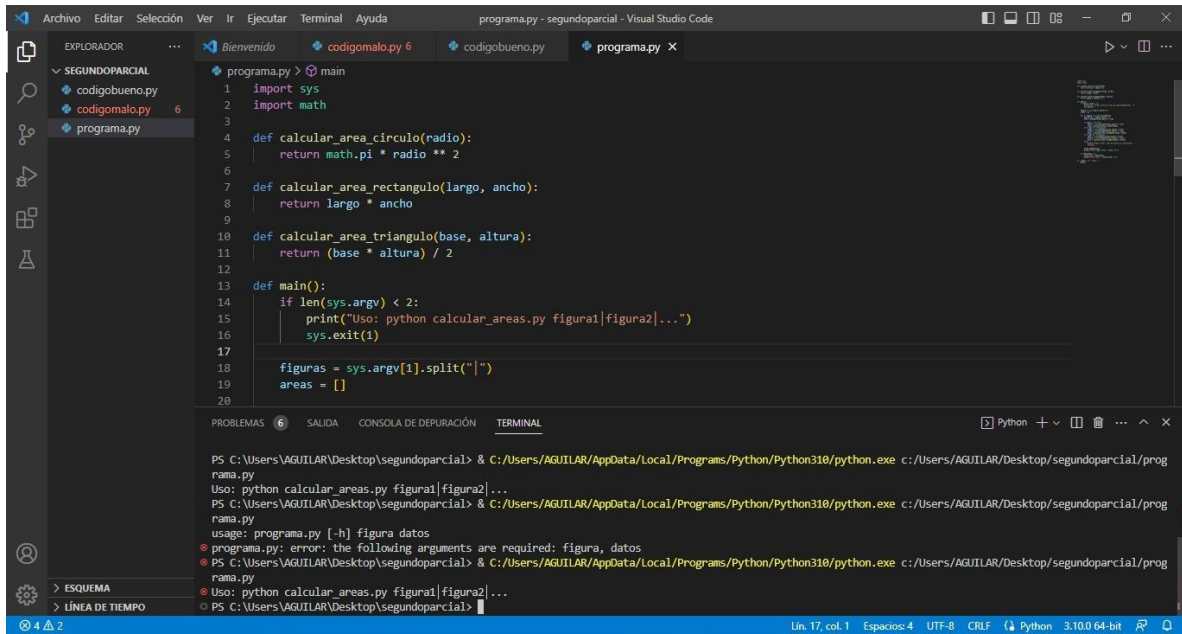 Archivo Editar Selección Ver Ir Ejecutar Terminal Ayuda programa.py - segundoparcial - Visual Studio Code
EXPLORADOR ...
SEGUNDOPARCIAL
codigobueno.py
codigomalo.py 6
programa.py
ESQUEMA
LÍNEA DE TIEMPO
Bienvenido codigomalo.py 6 codigobueno.py programa.py
programa.py > main
1 import sys
2 import math
3
4 def calcular_area_circulo(radio):
5 return math.pi * radio ** 2
6
7 def calcular_area_rectangulo(largo, ancho):
8 return largo * ancho
9
10 def calcular_area_triangulo(base, altura):
11 return (base * altura) / 2
12
13 def main():
14 if len(sys.argv) < 2:
15 print("Uso: python calcular_areas.py figura1|figura2|...")
16 sys.exit(1)
17
18 figuras = sys.argv[1].split("|")
19 areas = []
20
PROBLEMAS 6 SALIDA CONSOLA DE DEPURACIÓN TERMINAL Python
PS C:\Users\AGUILAR\Desktop\segundoparcial> & C:/Users/AGUILAR/AppData/Local/Programs/Python/Python310/python.exe c:/Users/AGUILAR/Desktop/segundoparcial/prog
rama.py
Uso: python calcular_areas.py figura1|figura2|...
PS C:\Users\AGUILAR\Desktop\segundoparcial> & C:/Users/AGUILAR/AppData/Local/Programs/Python/Python310/python.exe c:/Users/AGUILAR/Desktop/segundoparcial/prog
rama.py
usage: programa.py [-h] figura datos
programa.py: error: the following arguments are required: figura, datos
PS C:\Users\AGUILAR\Desktop\segundoparcial> & C:/Users/AGUILAR/AppData/Local/Programs/Python/Python310/python.exe c:/Users/AGUILAR/Desktop/segundoparcial/prog
rama.py
Uso: python calcular_areas.py figura1|figura2|...
PS C:\Users\AGUILAR\Desktop\segundoparcial>
4 2 Lín. 17, col. 1 Espacios: 4 UTF-8 CRLF Python 3.10.0 64-bit